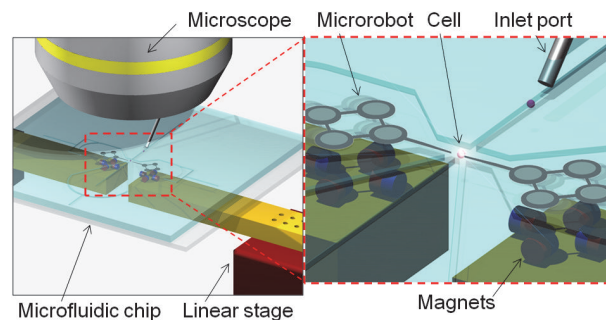 Microscope
Microrobot
Cell
Inlet port
Microfluidic chip
Linear stage
Magnets